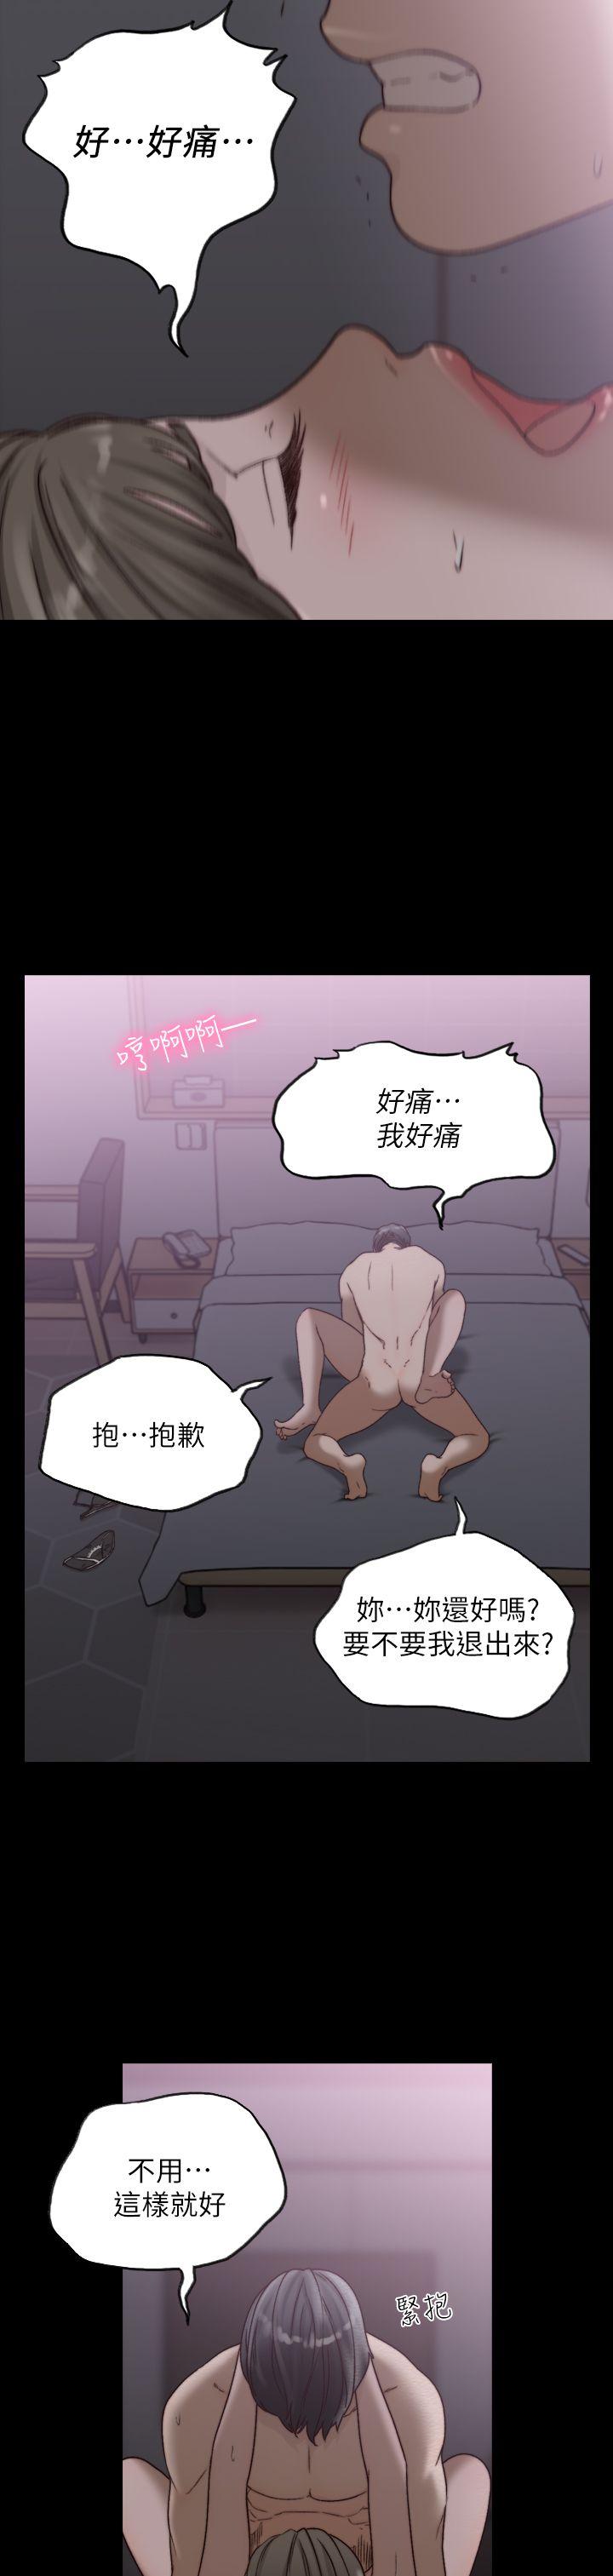 好⋯好痛⋯
哼啊啊—
好痛⋯
我好痛
抱⋯抱歉
妳⋯妳還好嗎?
要不要我退出來?
不用⋯
這樣就好
緊抱